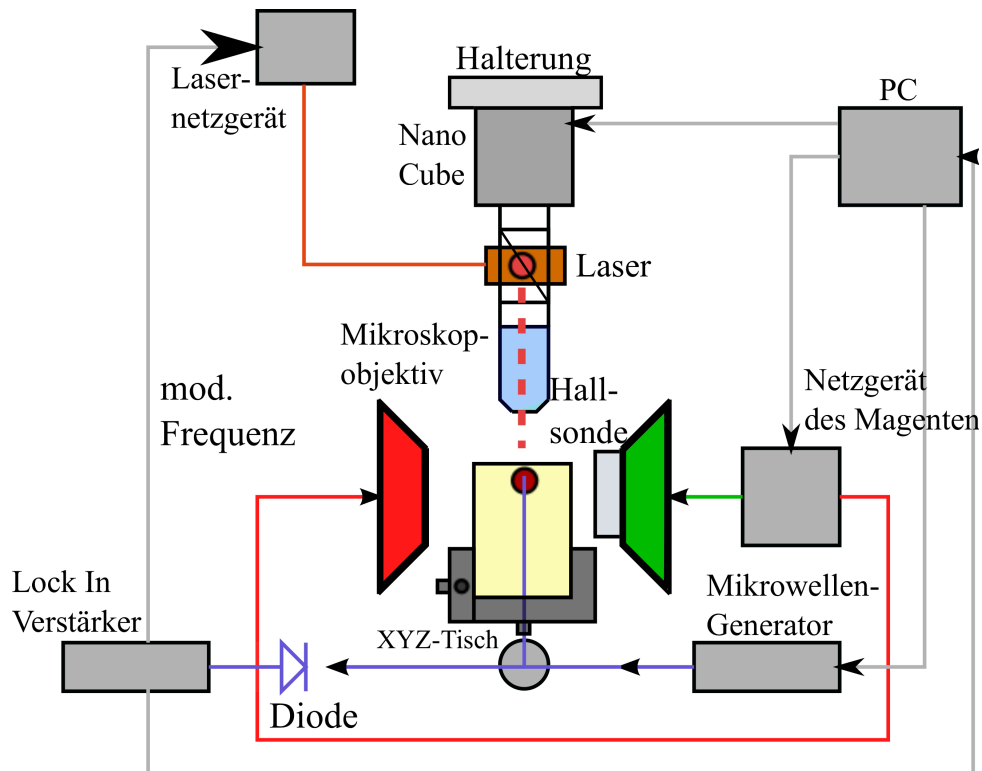 Laser-
netzgerät
Halterung
Nano
Cube
PC
Laser
Mikroskop-
objektiv
Hall-
sonde
mod.
Frequenz
Netzgerät
des Magenten
Lock In
Verstärker
XYZ-Tisch
Mikrowellen-
Generator
Diode